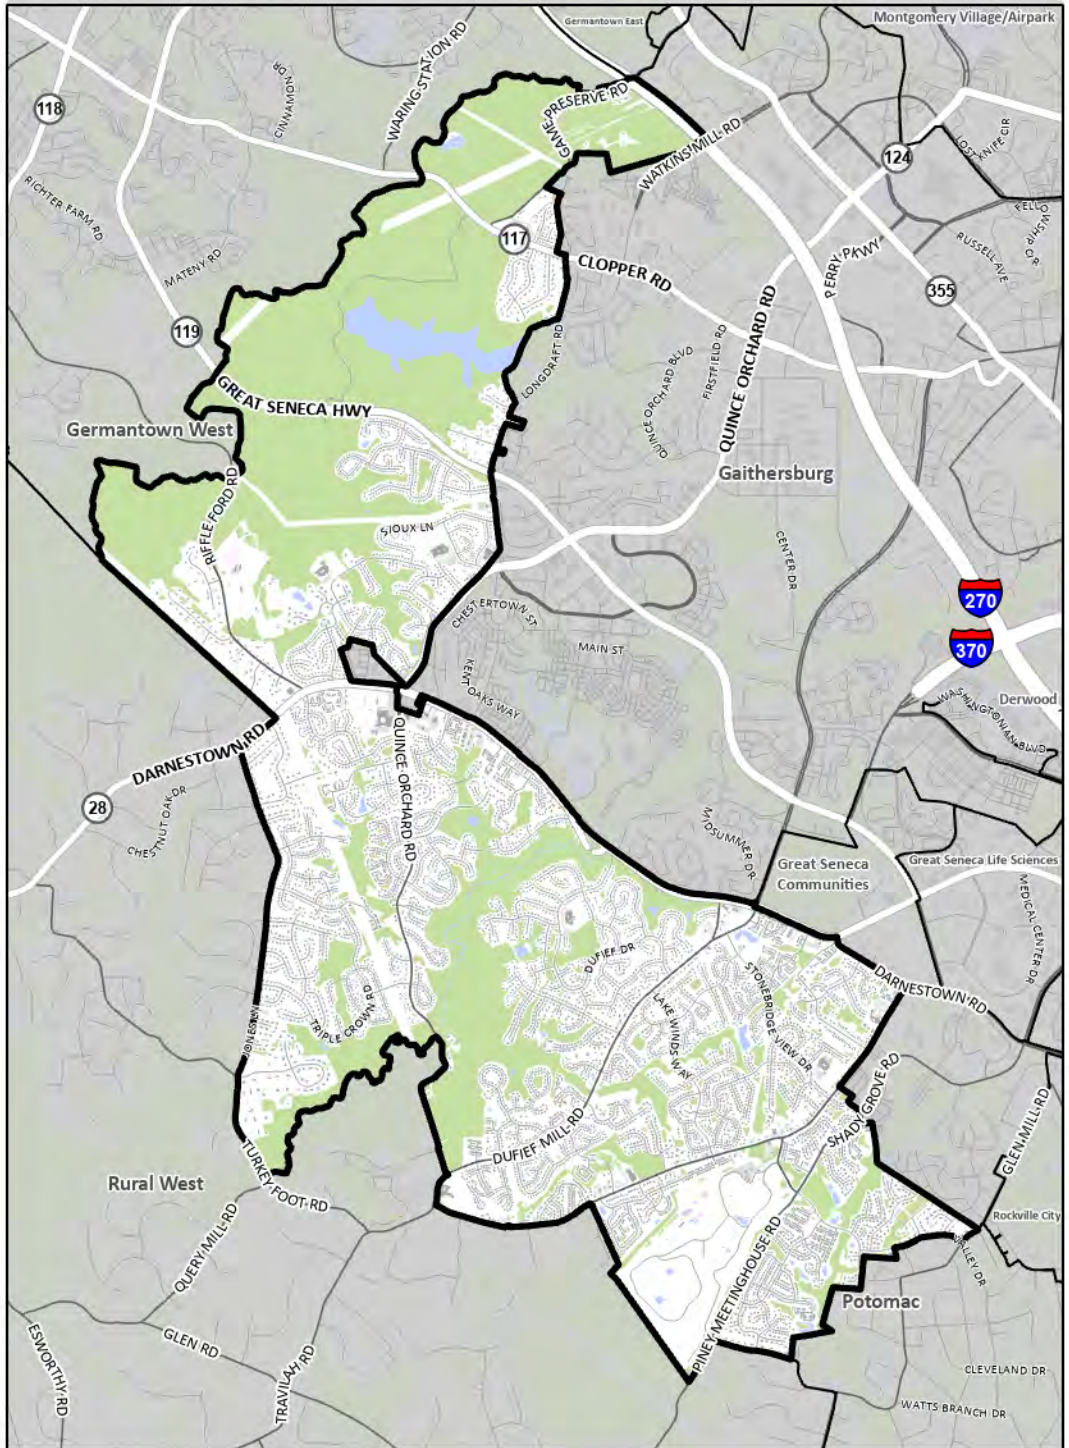 Germantown East
Montgomery Village/Airpark
WARING STATION RD
118
CINNAMON DR
GAME PRESERVE RD
WATKINS MILL RD
LOST KNIFE CIR
124
RICHTER FARM RD
FELLOWSHIP CIR
RUSSELL AVE
117
MATENY RD
CLOPPER RD
PERRY PKWY
355
119
LONGDRAFT RD
QUINCE ORCHARD BLVD
FIRSTFIELD RD
QUINCE ORCHARD RD
GREAT SENECA HWY
Germantown West
Gaithersburg
RIFFLE FORD RD
SIOUX LN
CENTER DR
270
CHESTERTOWN ST
MAIN ST
370
KENT OAKS WAY
WASHINGTONIAN BLVD
Derwood
DARNESTOWN RD
QUINCE ORCHARD RD
28
CHESTNUT OAK DR
MIDSUMMER DR
Great Seneca
Communities
Great Seneca Life Sciences
MEDICAL CENTER DR
DUFIEF DR
STONEBRIDGE VIEW DR
DARNESTOWN RD
TRIPLE CROWN RD
LAKE WINDS WAY
JONES LN
SHADY GROVE RD
DUFIEF MILL RD
GLEN MILL RD
TURKEY FOOT RD
Rural West
QUERY MILL RD
Rockville City
PINEY MEETINGHOUSE RD
VALLEY DR
Potomac
ESWORTHY RD
GLEN RD
TRAVILAH RD
CLEVELAND DR
WATTS BRANCH DR